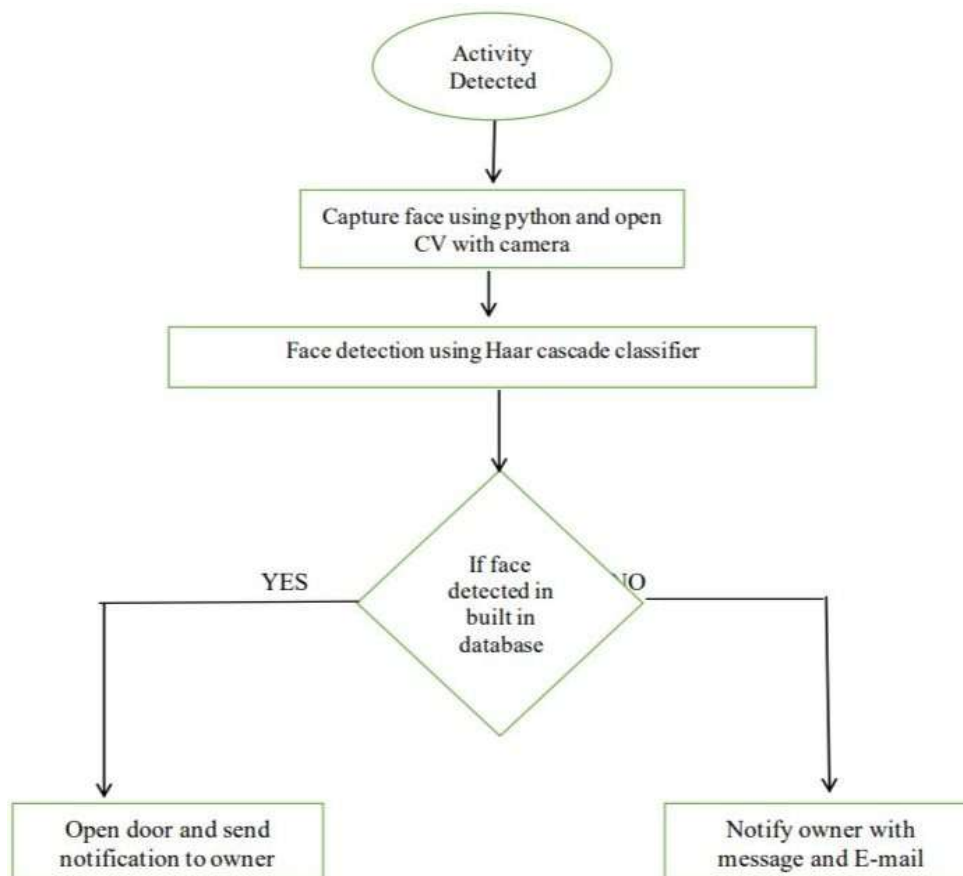 Activity
Detected
Capture face using python and open
CV with camera
Face detection using Haar cascade classifier
If face
detected in
built in
database
YES
NO
Open door and send
notification to owner
Notify owner with
message and E-mail